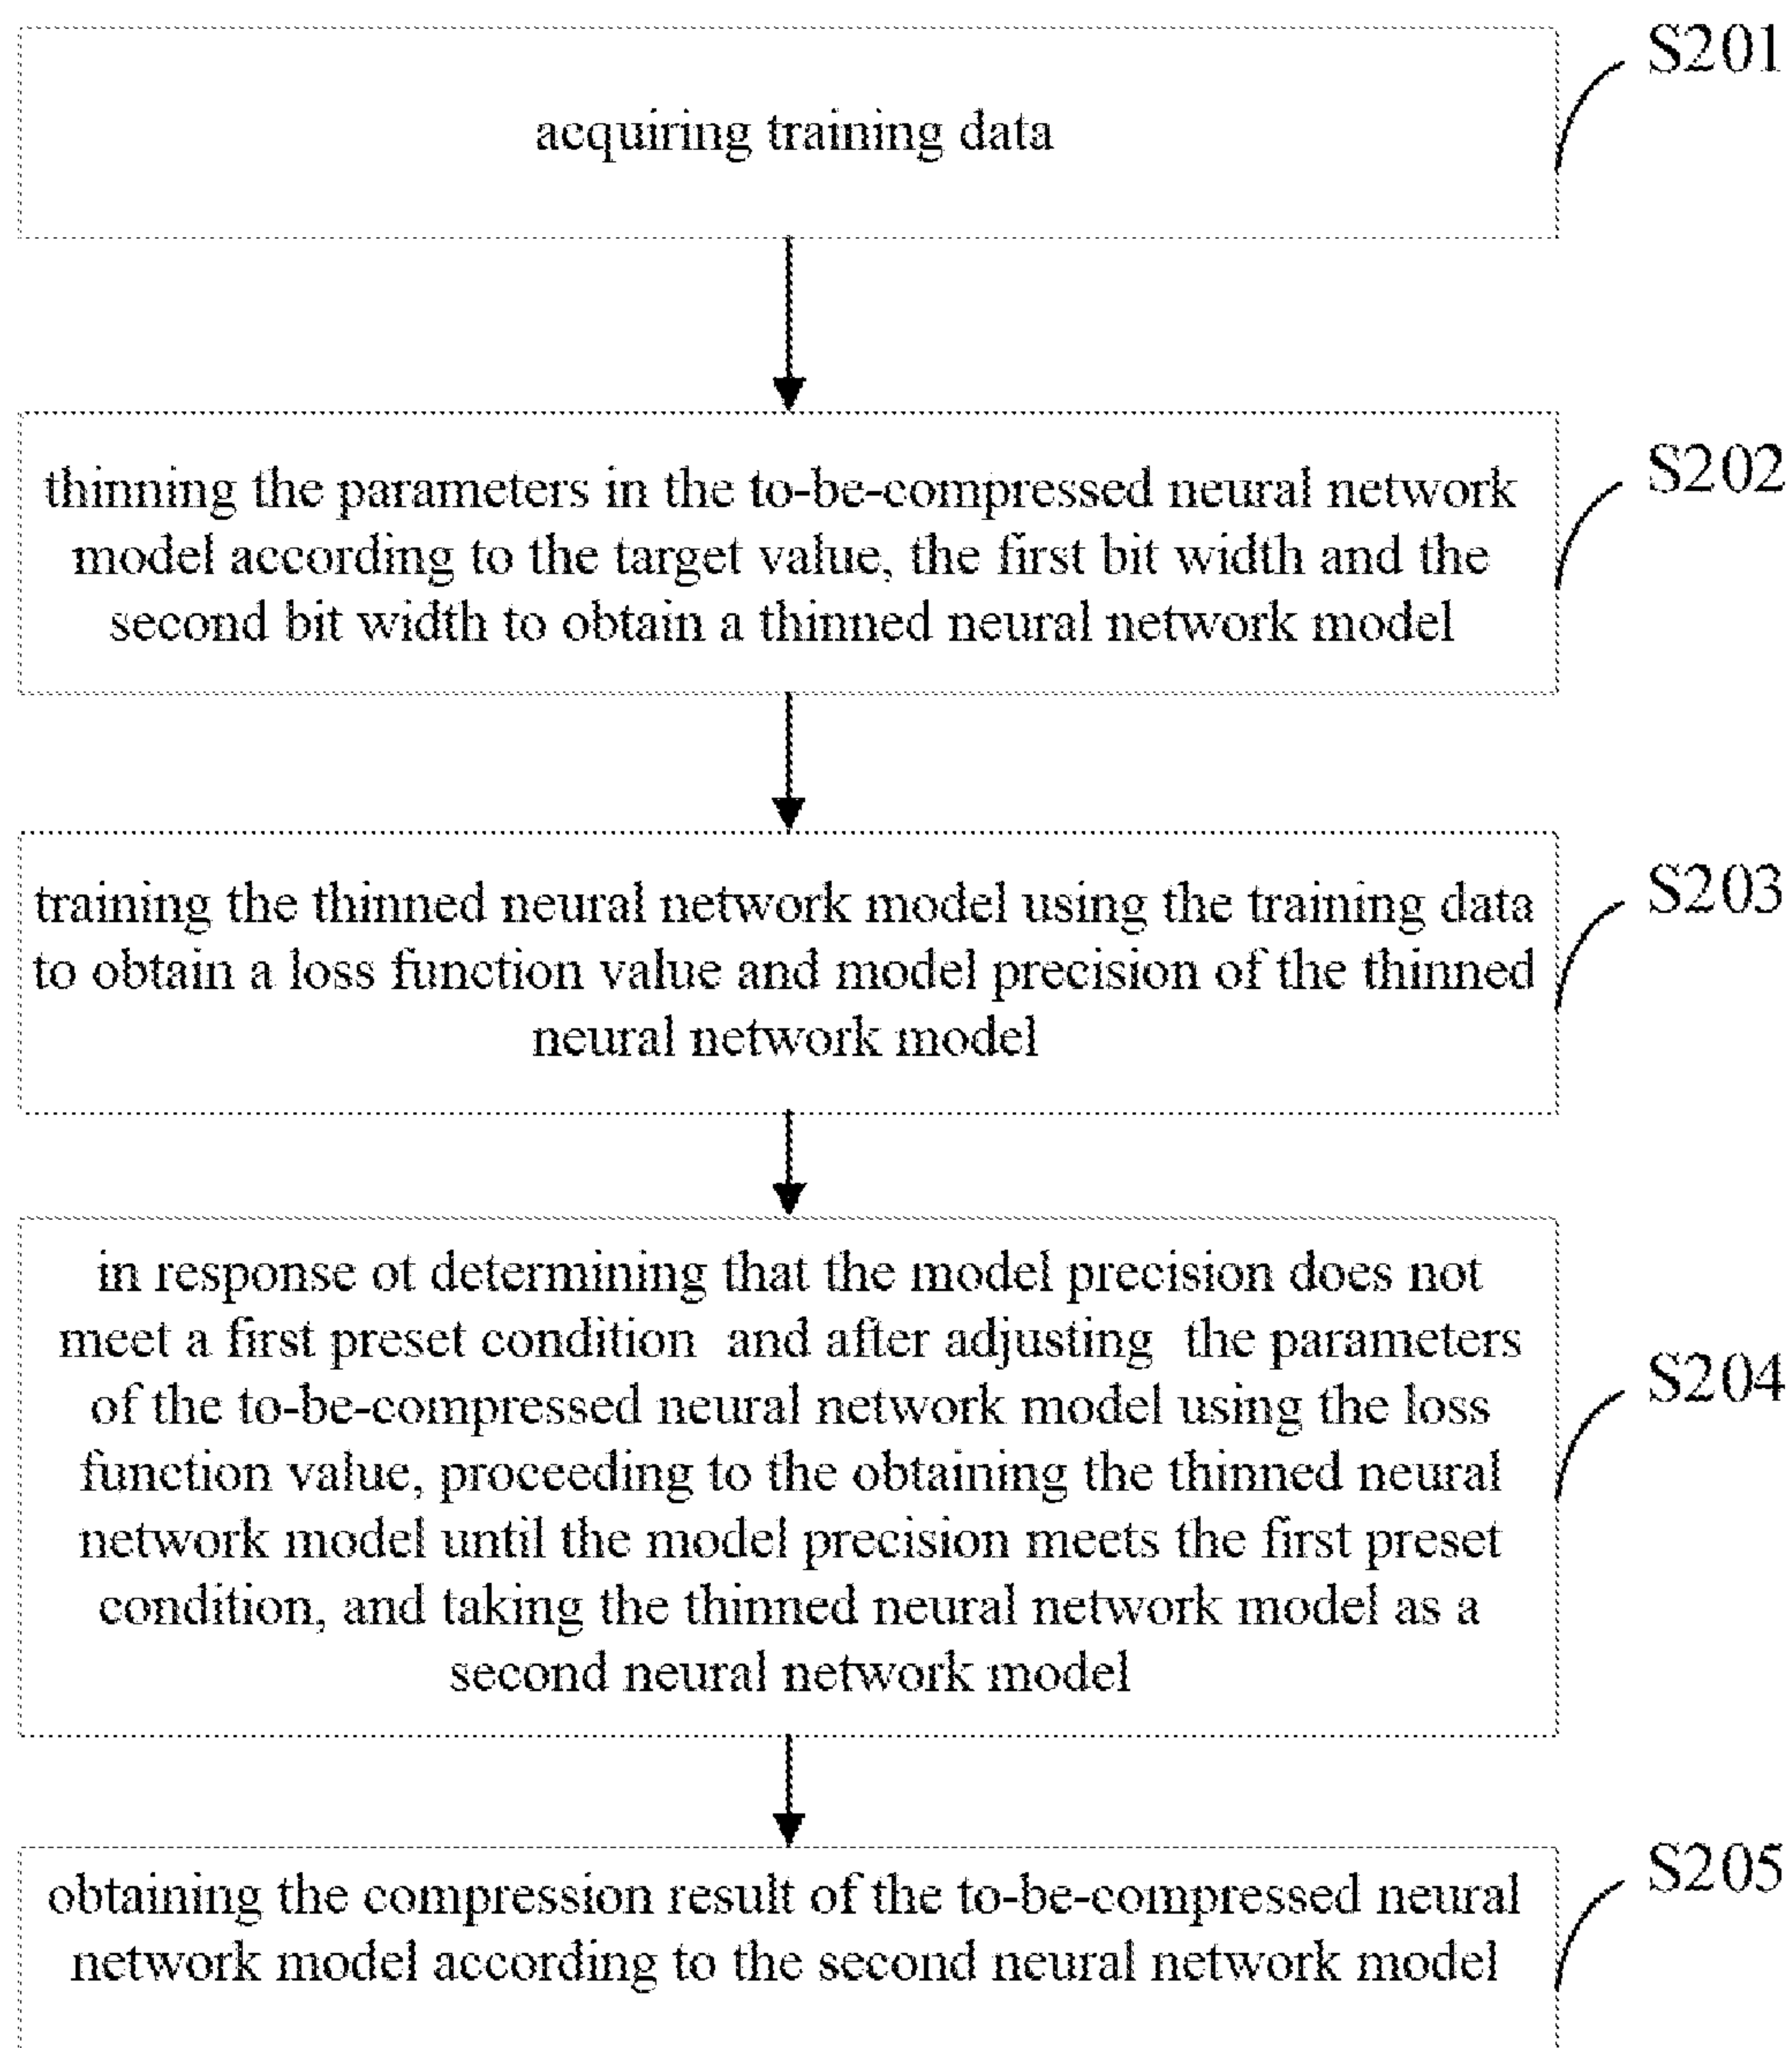 S201
acquiring training data
S202
thinning the parameters in the to-be-compressed neural network
model according to the target value, the first bit width and the
second bit width to obtain a thinned neural network model
S203
training the thinned neural network model using the training data
to obtain a loss function value and model precision of the thinned
neural network model
S204
in response ot determining that the model precision does not
meet a first preset condition and after adjusting the parameters
of the to-be-compressed neural network model using the loss
function value, proceeding to the obtaining the thinned neural
network model until the model precision meets the first preset
condition, and taking the thinned neural network model as a
second neural network model
S205
obtaining the compression result of the to-be-compressed neural
network model according to the second neural network model